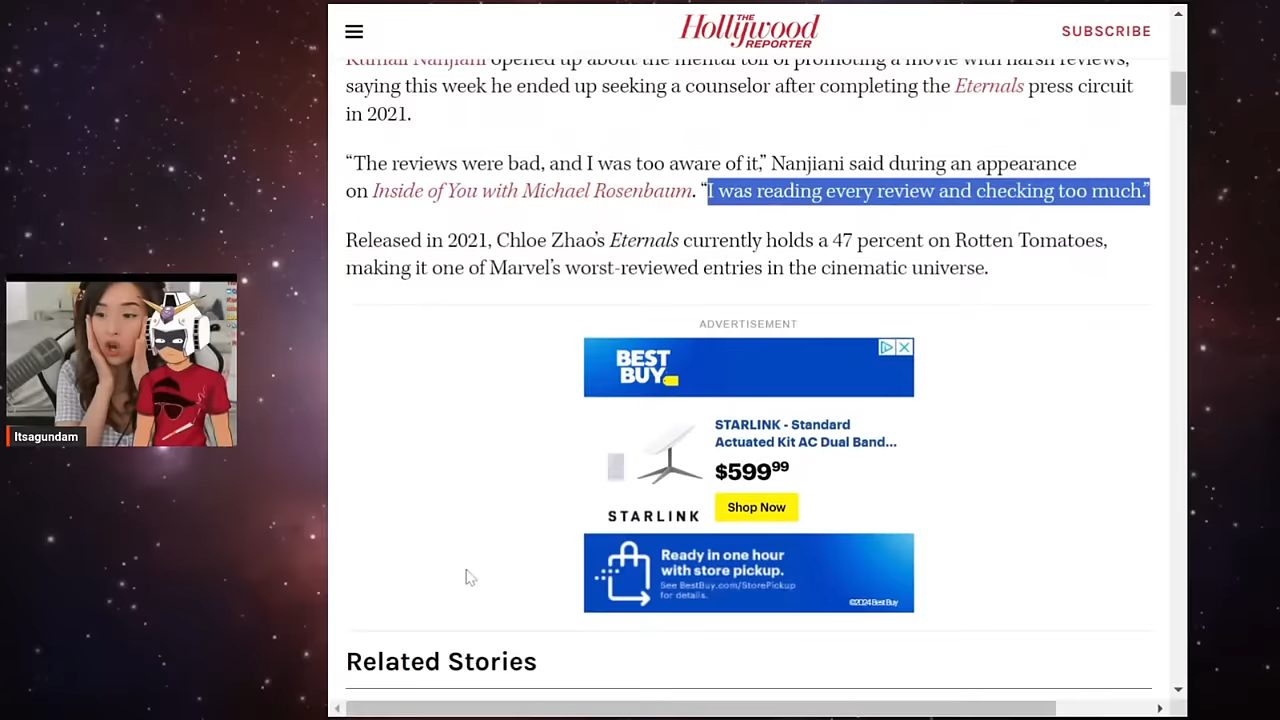 THE
Hollywood
REPORTER
SUBSCRIBE
Kumail Nanjiani opened up about the mental toll of promoting a movie with harsh reviews,
saying this week he ended up seeking a counselor after completing the Eternals press circuit
in 2021.
“The reviews were bad, and I was too aware of it,” Nanjiani said during an appearance
on Inside of You with Michael Rosenbaum. “I was reading every review and checking too much.”
Released in 2021, Chloe Zhao’s Eternals currently holds a 47 percent on Rotten Tomatoes,
making it one of Marvel’s worst-reviewed entries in the cinematic universe.
ADVERTISEMENT
BEST
BUY
STARLINK - Standard
Actuated Kit AC Dual Band...
$599.99
Shop Now
STARLINK
Ready in one hour
with store pickup.
See BestBuy.com/StorePickup
for details.
©2024 Best Buy
Itsagundam
Related Stories